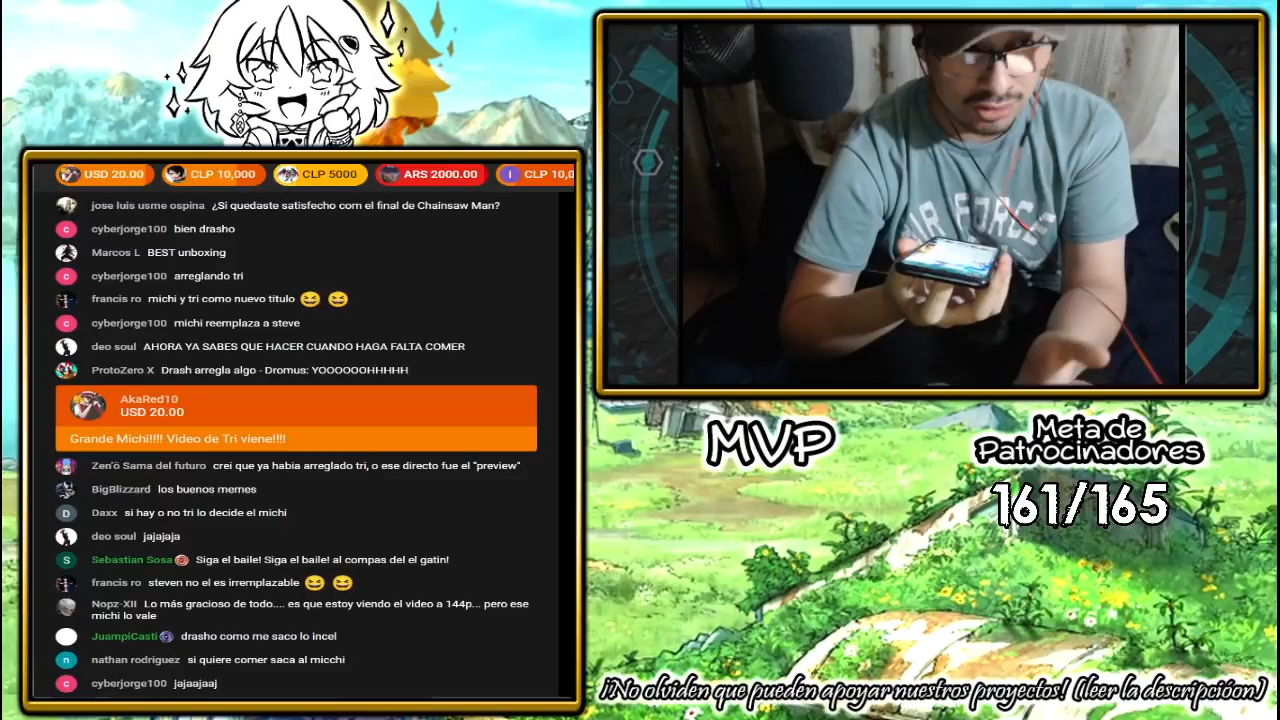 USD 20.00 CLP 10,000 CLP 5000 ARS 2000.00 I CLP 10,0
jose luis usme ospina ¿Si quedaste satisfecho com el final de Chainsaw Man?
c cyberjorge100 bien drasho
Marcos L BEST unboxing
c cyberjorge100 arreglando tri
francis ro michi y tri como nuevo titulo 😆 😆
c cyberjorge100 michi reemplaza a steve
deo soul AHORA YA SABES QUE HACER CUANDO HAGA FALTA COMER
ProtoZero X Drash arregla algo - Dromus: YOOOOOOHHHHH
AkaRed10
USD 20.00
Grande Michi!!!! Video de Tri viene!!!!
Zen'ō Sama del futuro crei que ya habia arreglado tri, o ese directo fue el "preview"
BigBlizzard los buenos memes
D Daxx si hay o no tri lo decide el michi
deo soul jajajaja
S Sebastian Sosa Siga el baile! Siga el baile! al compas del el gatin!
francis ro steven no el es irremplazable 😆 😆
Nopz-XII Lo más gracioso de todo.... es que estoy viendo el video a 144p... pero ese
michi lo vale
JuampiCasti drasho como me saco lo incel
n nathan rodriguez si quiere comer saca al micchi
c cyberjorge100 jajaajaaj
AIR FORCE
MVP
Meta de
Patrocinadores
161/165
¡¡No olviden que pueden apoyar nuestros proyectos! (leer la descripcióon)